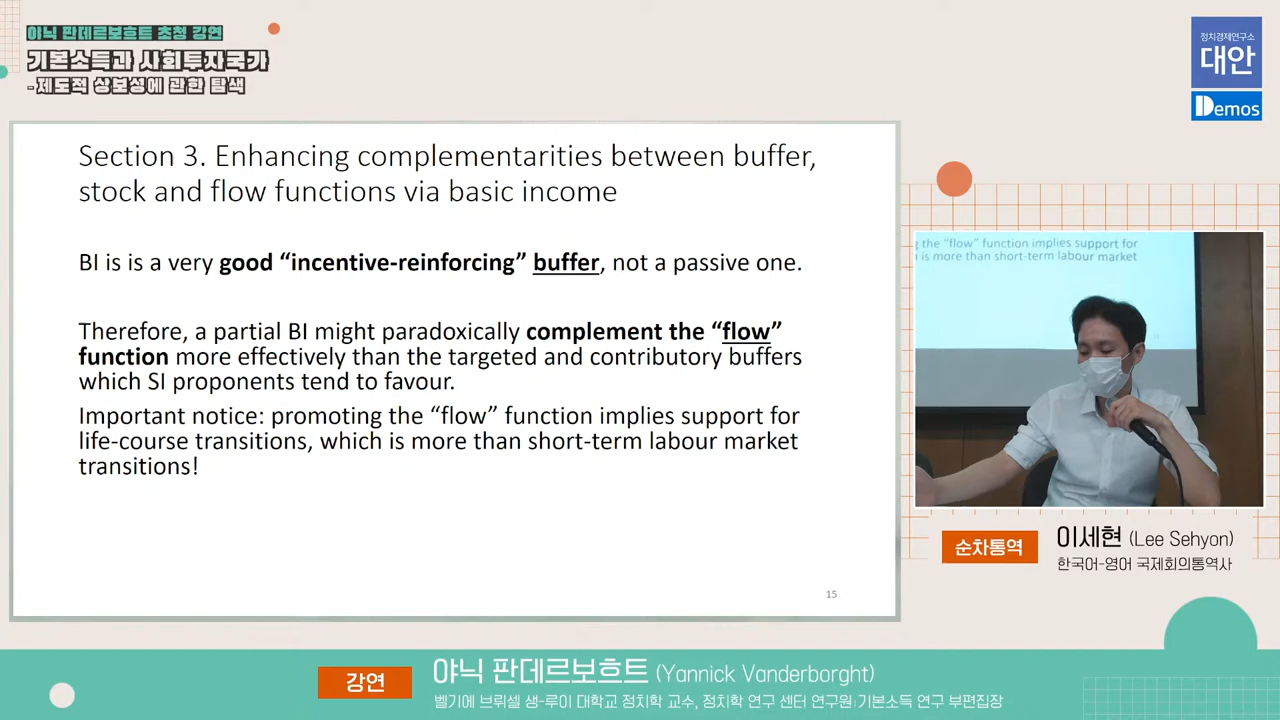 야닉 판데르보흐트 초청 강연
기본소득과 사회투자국가
-제도적 상보성에 관한 탐색
정치경제연구소
대안
Demos
Section 3. Enhancing complementarities between buffer,
stock and flow functions via basic income
BI is is a very good “incentive-reinforcing” buffer, not a passive one.
Therefore, a partial BI might paradoxically complement the “flow”
function more effectively than the targeted and contributory buffers
which SI proponents tend to favour.
Important notice: promoting the “flow” function implies support for
life-course transitions, which is more than short-term labour market
transitions!
15
the “flow” function implies support for
is more than short-term labour market
순차통역
이세현 (Lee Sehyon)
한국어-영어 국제회의통역사
강연
야닉 판데르보흐트 (Yannick Vanderborght)
벨기에 브뤼셀 생-루이 대학교 정치학 교수, 정치학 연구 센터 연구원, 기본소득 연구 부편집장